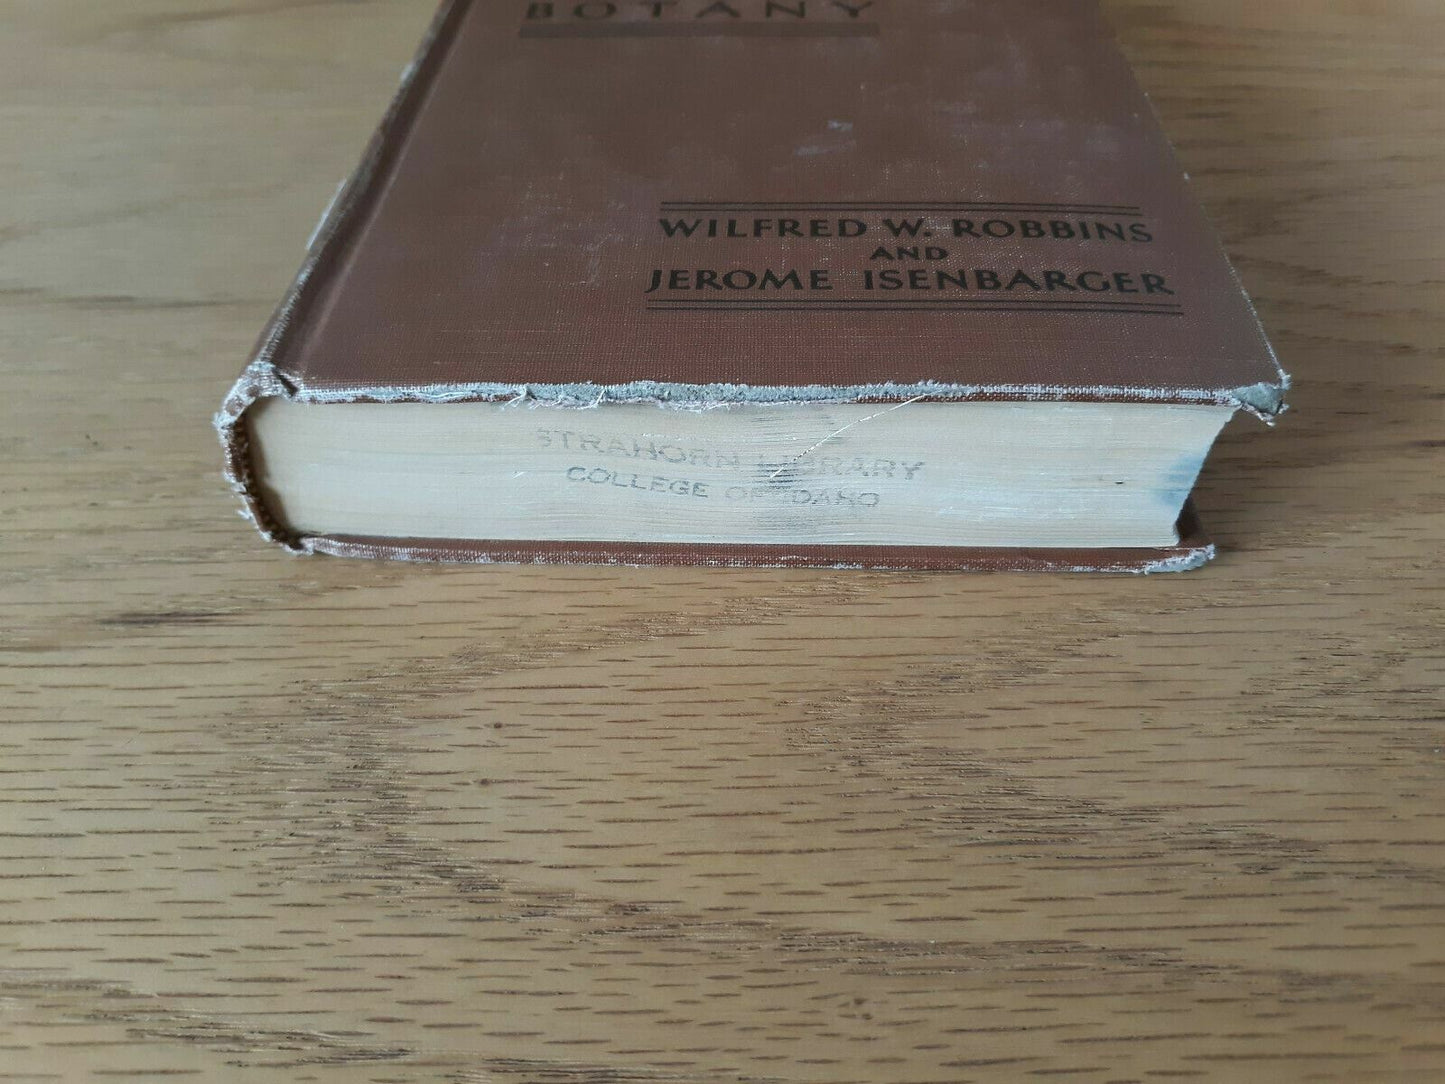 BOTANY
WILFRED W. ROBBINS
AND
JEROME ISENBARGER
STRAHORN LIBRARY
COLLEGE OF IDAHO